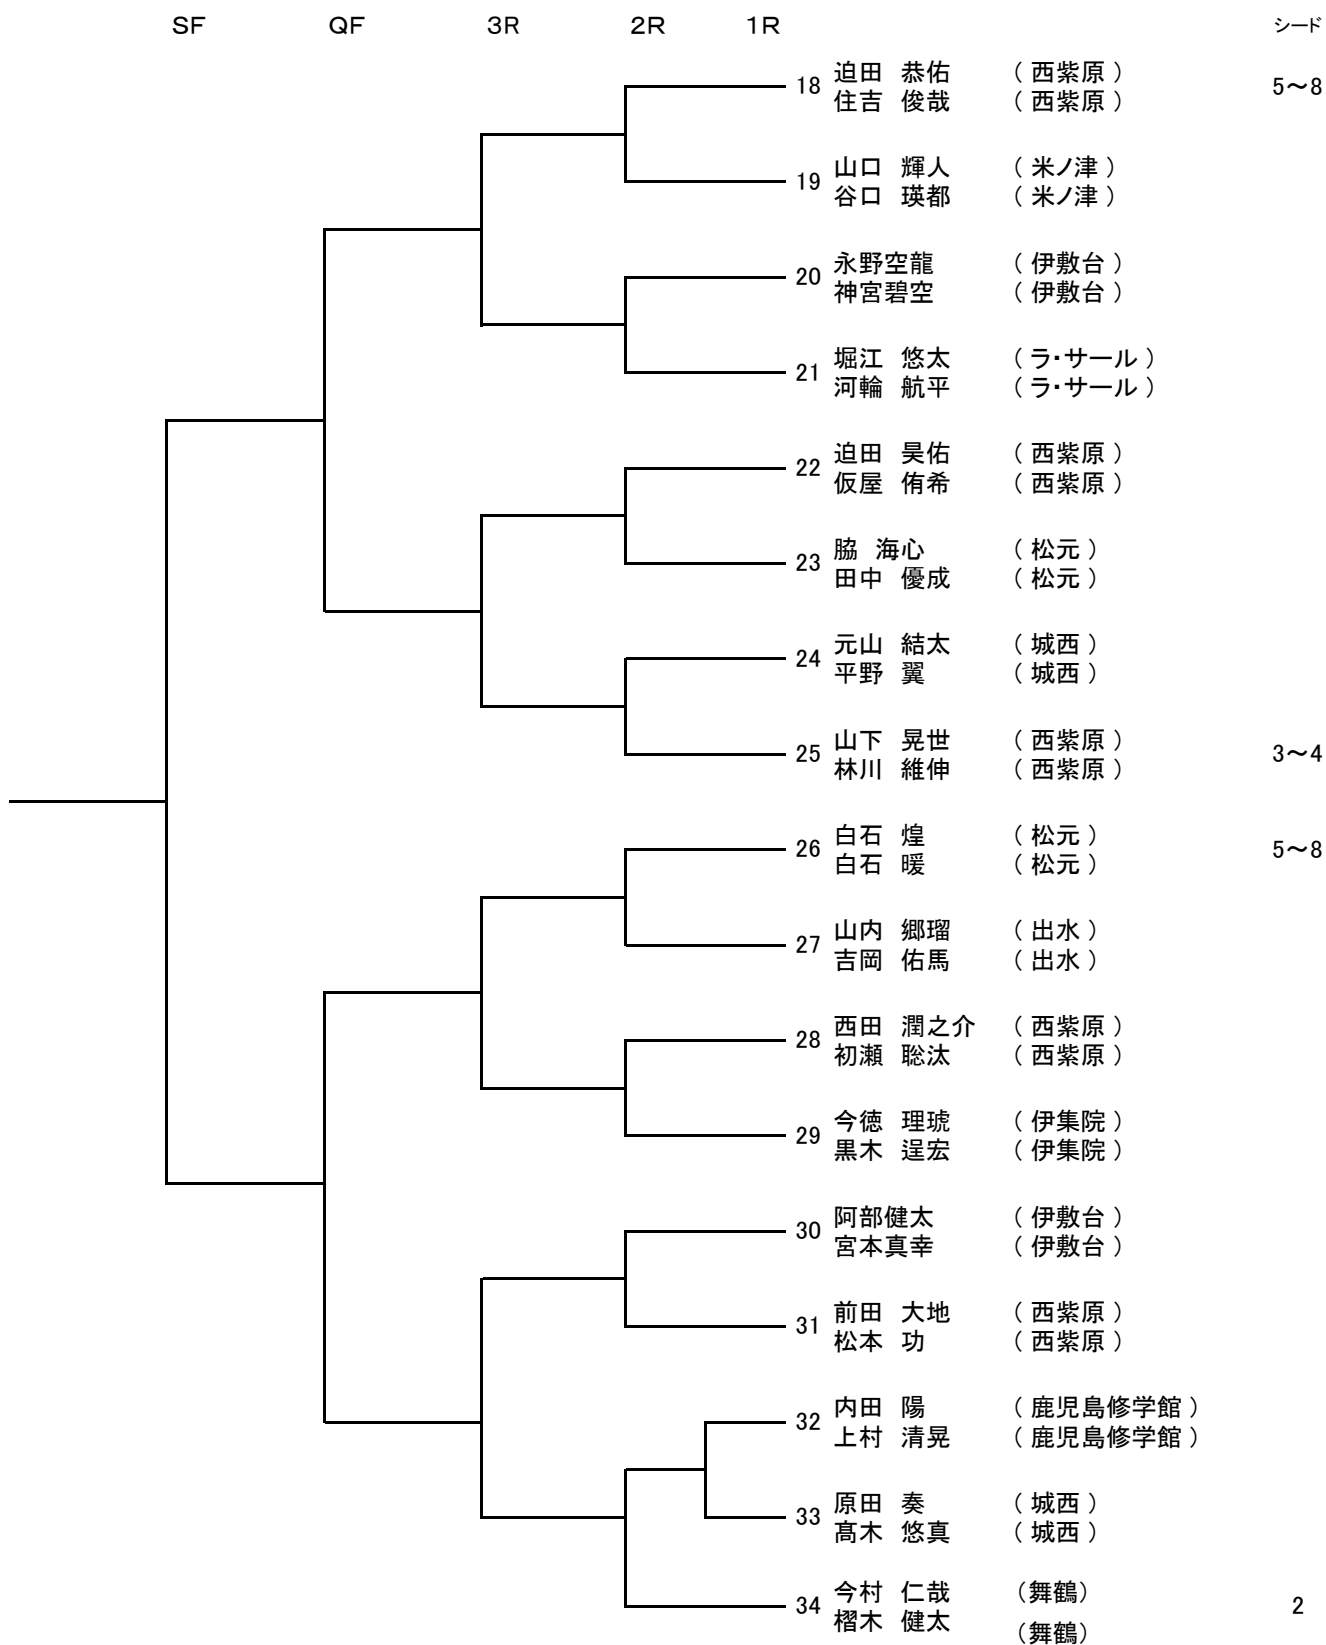 SF QF 3R 2R 1R シード
18 迫田 恭佑 （ 西紫原 ） 5～8
住吉 俊哉 （ 西紫原 ）
19 山口 輝人 （ 米ノ津 ）
谷口 瑛都 （ 米ノ津 ）
20 永野空龍 （ 伊敷台 ）
神宮碧空 （ 伊敷台 ）
21 堀江 悠太 （ ラ・サール ）
河輪 航平 （ ラ・サール ）
22 迫田 昊佑 （ 西紫原 ）
仮屋 侑希 （ 西紫原 ）
23 脇 海心 （ 松元 ）
田中 優成 （ 松元 ）
24 元山 結太 （ 城西 ）
平野 翼 （ 城西 ）
25 山下 晃世 （ 西紫原 ） 3～4
林川 維伸 （ 西紫原 ）
26 白石 煌 （ 松元 ） 5～8
白石 暖 （ 松元 ）
27 山内 郷瑠 （ 出水 ）
吉岡 佑馬 （ 出水 ）
28 西田 潤之介 （ 西紫原 ）
初瀬 聡汰 （ 西紫原 ）
29 今徳 理琥 （ 伊集院 ）
黒木 逞宏 （ 伊集院 ）
30 阿部健太 （ 伊敷台 ）
宮本真幸 （ 伊敷台 ）
31 前田 大地 （ 西紫原 ）
松本 功 （ 西紫原 ）
32 内田 陽 （ 鹿児島修学館 ）
上村 清晃 （ 鹿児島修学館 ）
33 原田 奏 （ 城西 ）
髙木 悠真 （ 城西 ）
34 今村 仁哉 （舞鶴） 2
榴木 健太 （舞鶴）